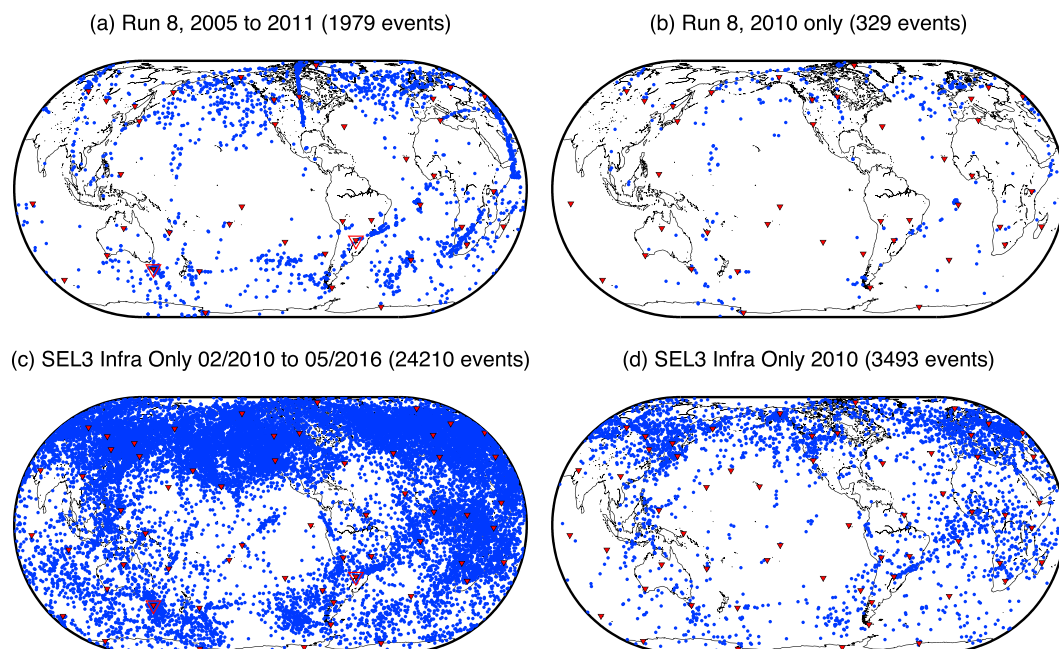 (a) Run 8, 2005 to 2011 (1979 events)
(b) Run 8, 2010 only (329 events)
(c) SEL3 Infra Only 02/2010 to 05/2016 (24210 events)
(d) SEL3 Infra Only 2010 (3493 events)